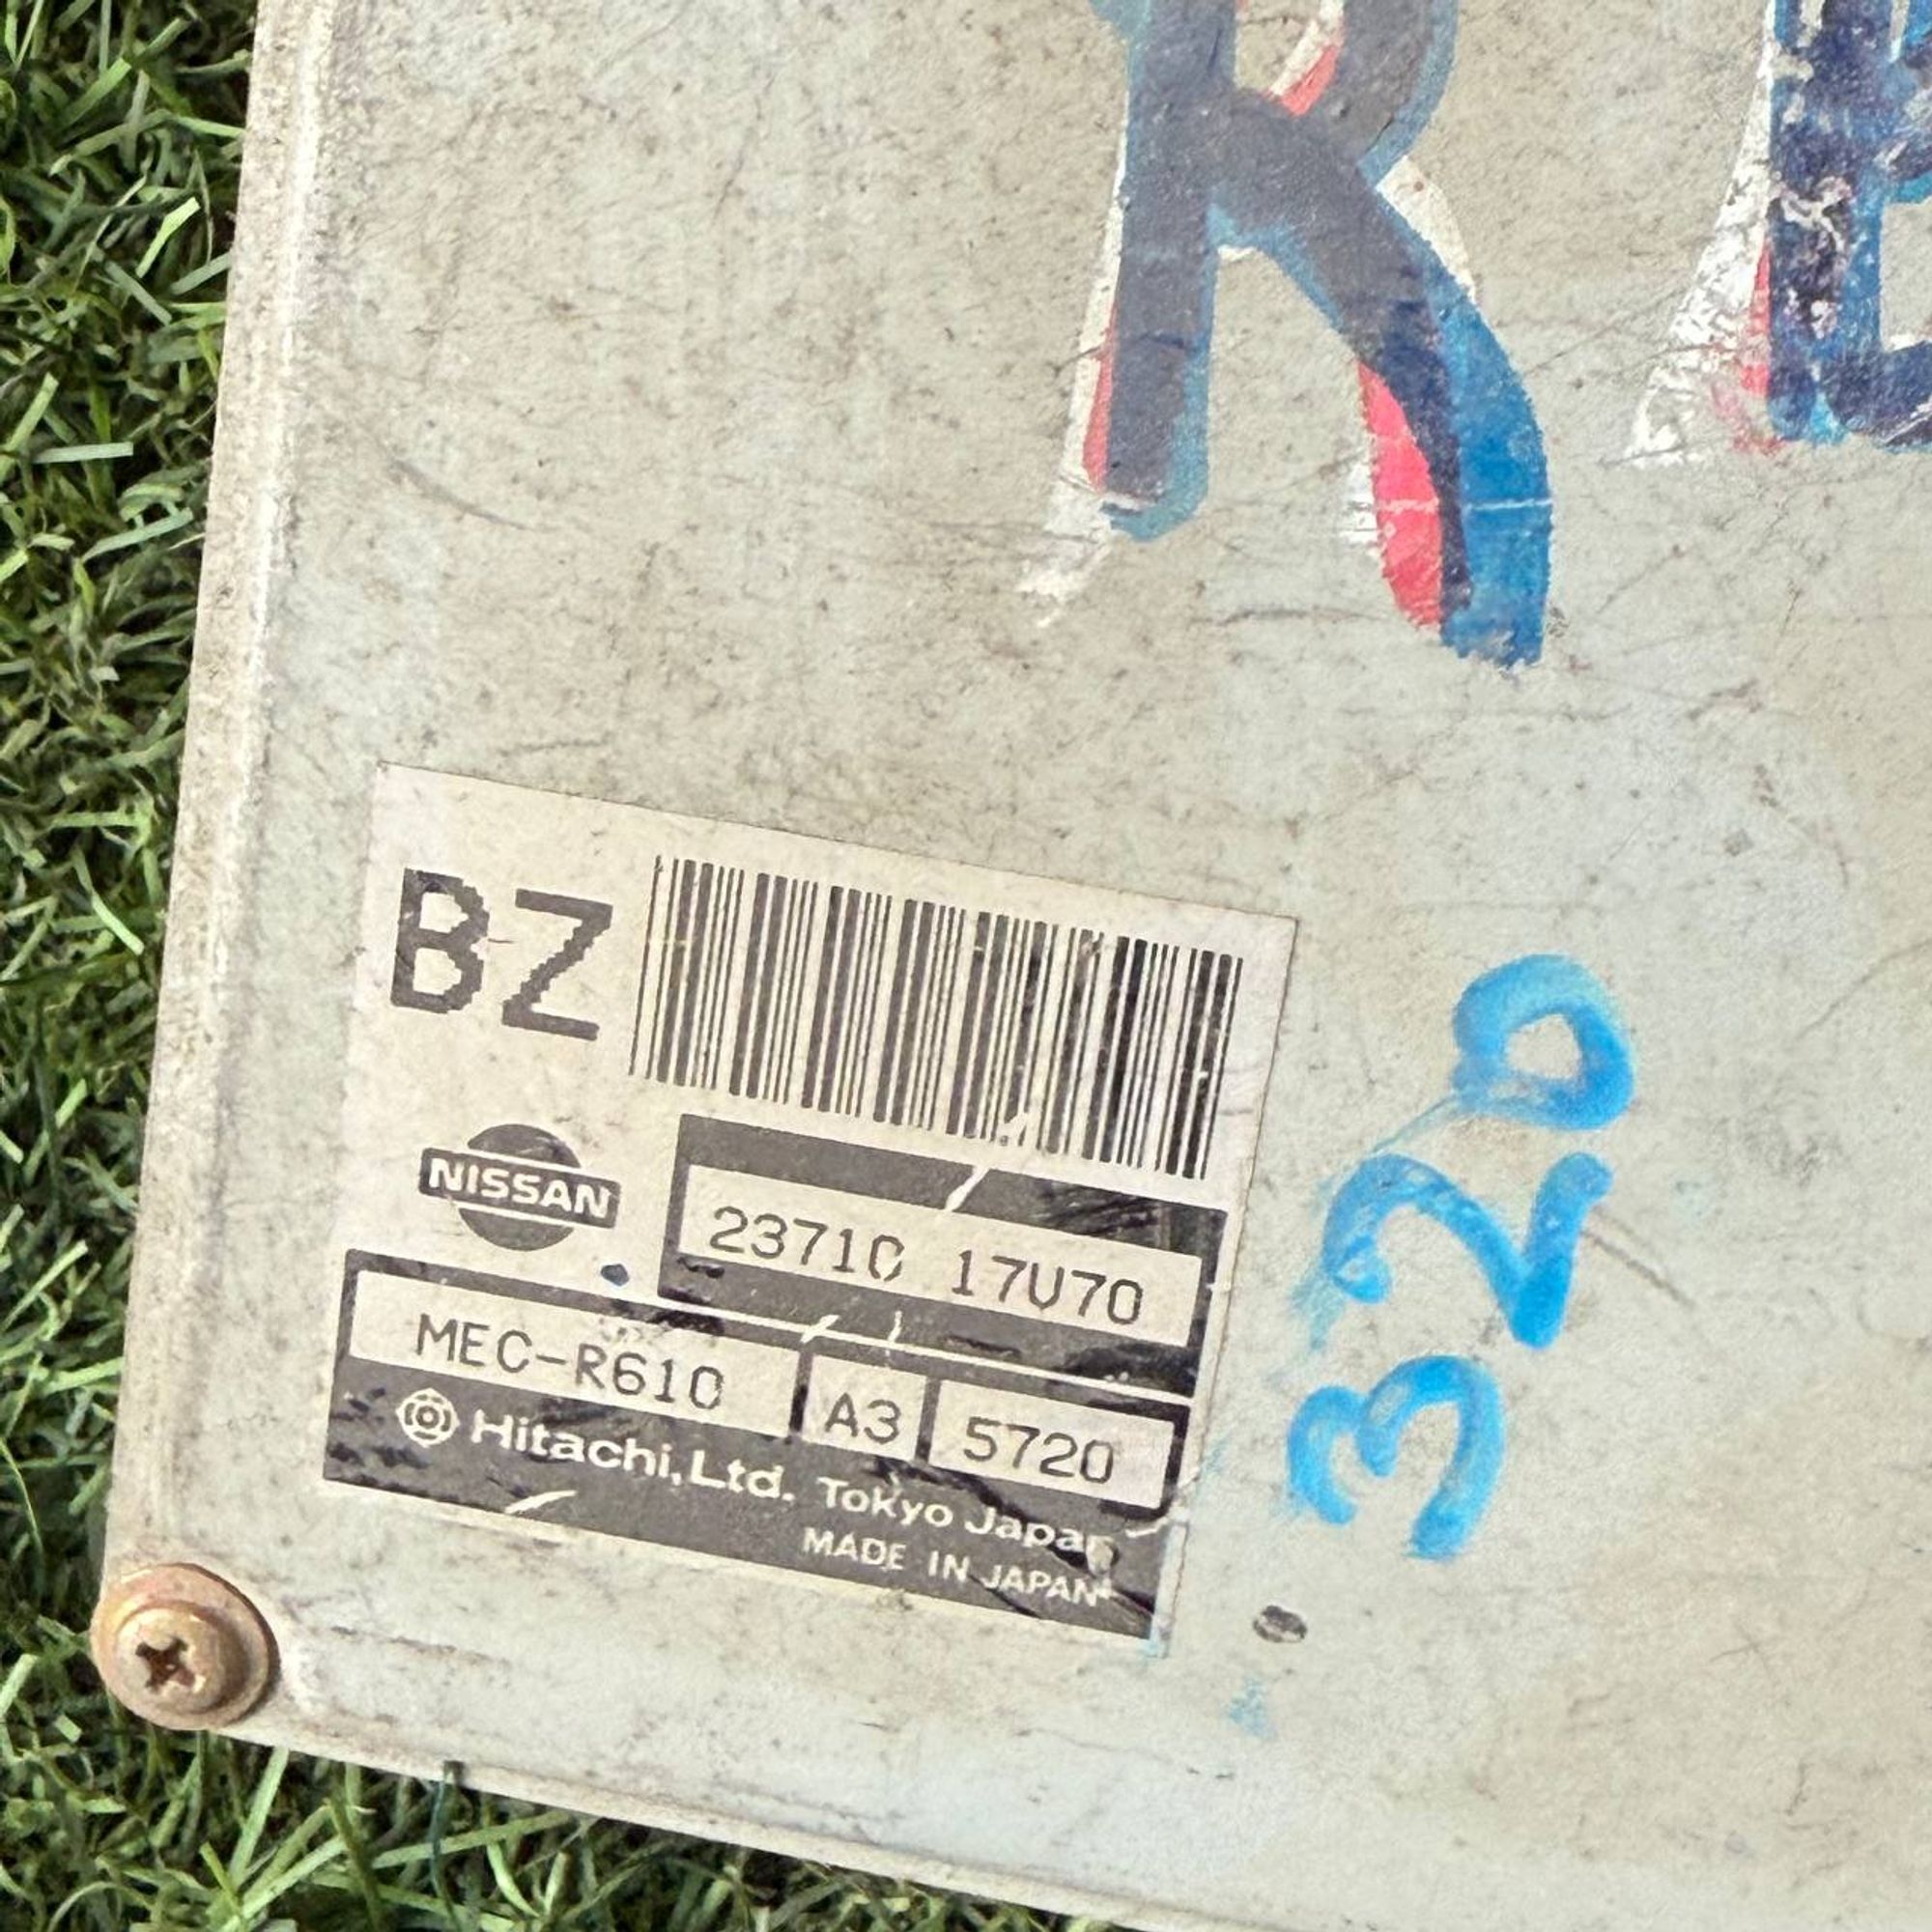 R E
BZ
NISSAN
23710 17U70
MEC-R610 A3 5720
Hitachi,Ltd. Tokyo Japan
MADE IN JAPAN
320